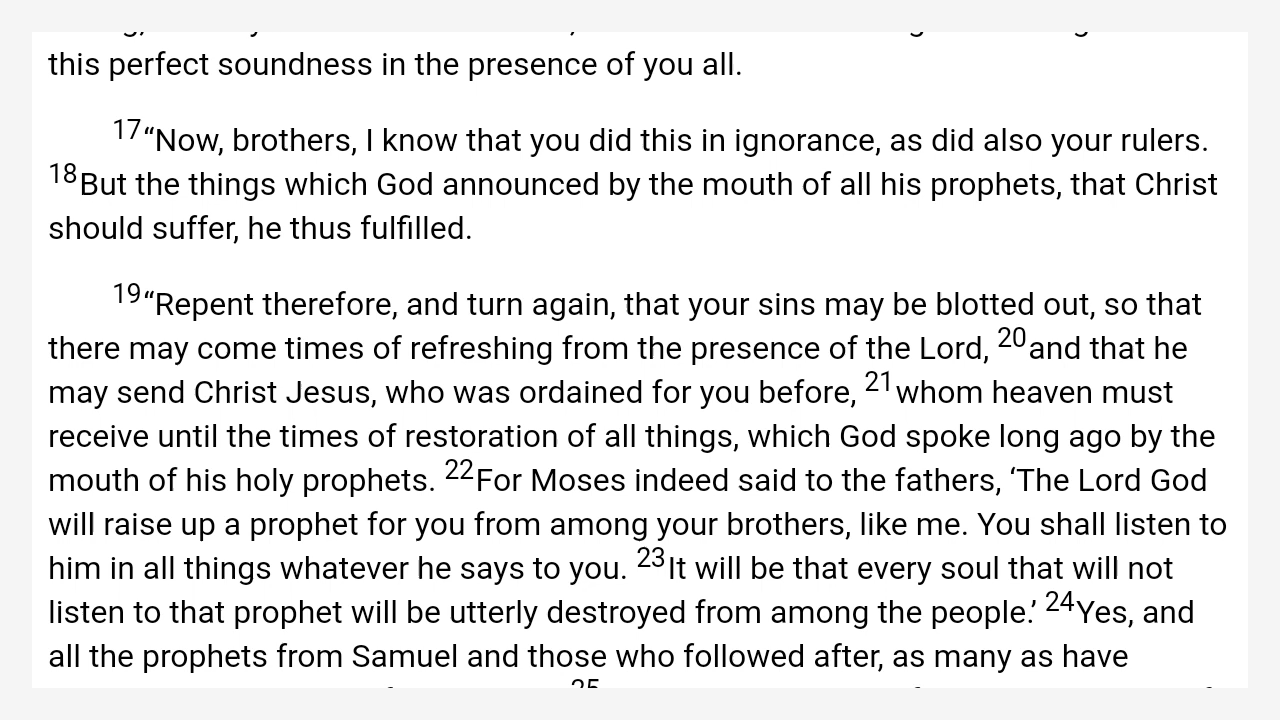 this perfect soundness in the presence of you all.
17“Now, brothers, I know that you did this in ignorance, as did also your rulers.
18But the things which God announced by the mouth of all his prophets, that Christ
should suffer, he thus fulfilled.
19“Repent therefore, and turn again, that your sins may be blotted out, so that
there may come times of refreshing from the presence of the Lord, 20and that he
may send Christ Jesus, who was ordained for you before, 21whom heaven must
receive until the times of restoration of all things, which God spoke long ago by the
mouth of his holy prophets. 22For Moses indeed said to the fathers, ‘The Lord God
will raise up a prophet for you from among your brothers, like me. You shall listen to
him in all things whatever he says to you. 23It will be that every soul that will not
listen to that prophet will be utterly destroyed from among the people.’ 24Yes, and
all the prophets from Samuel and those who followed after, as many as have
25